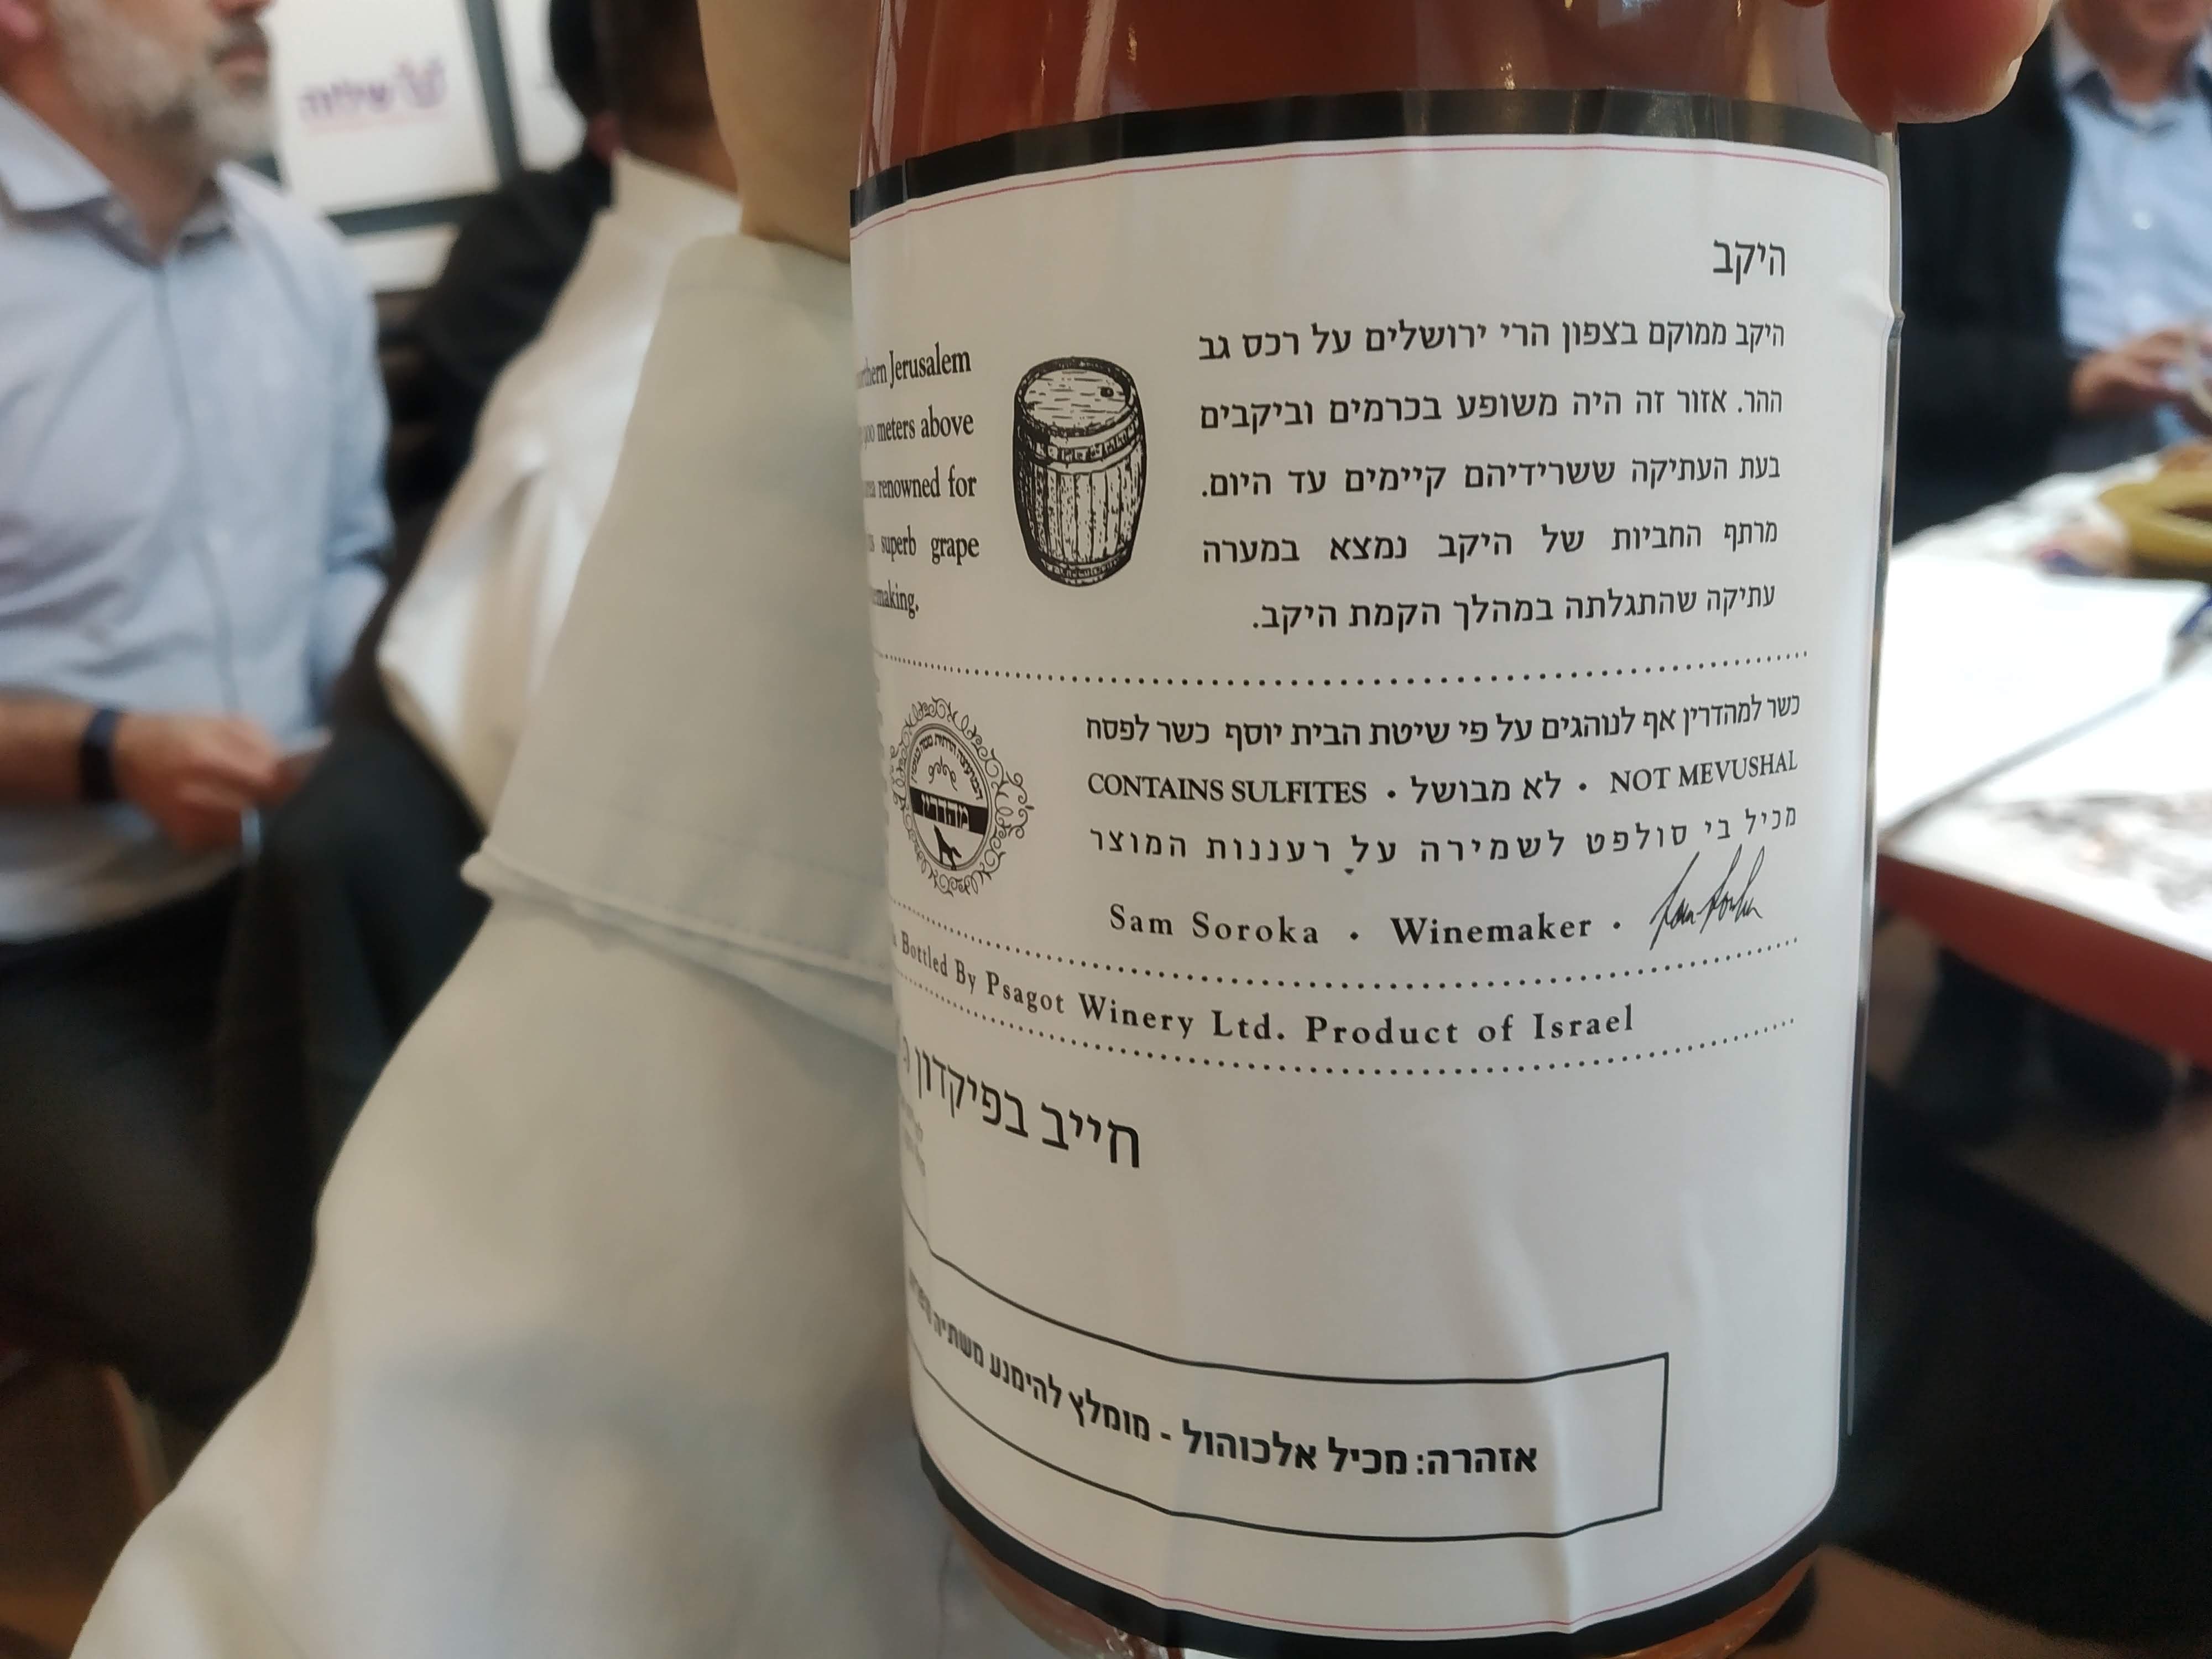 היקב
היקב ממוקם בצפון הרי ירושלים על רכס גב
ההר. אזור זה היה משופע בכרמים וביקבים
בעת העתיקה ששרידיהם קיימים עד היום.
מרתף החביות של היקב נמצא במערה
עתיקה שהתגלתה במהלך הקמת היקב.
Jerusalem
meters above
renowned for
superb grape
כשר למהדרין אף לנוהגים על פי שיטת הבית יוסף כשר לפסח
CONTAINS SULFITES • לא מבושל • NOT MEVUSHAL
מכיל בי סולפט לשמירה על רעננות המוצר
מהדרין
Sam Soroka • Winemaker •
Bottled By Psagot Winery Ltd. Product of Israel
חייב בפיקדון
אזהרה: מכיל אלכוהול - מומלץ להימנע משתיה